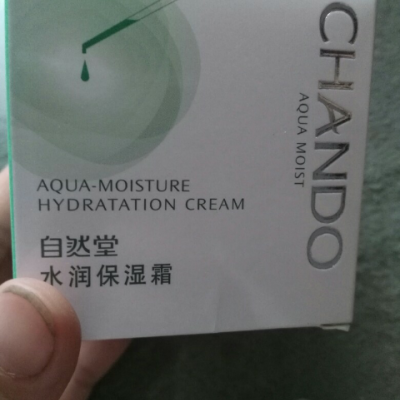 CHANDO
AQUA MOIST
AQUA-MOISTURE
HYDRATATION CREAM
自然堂
水润保湿霜